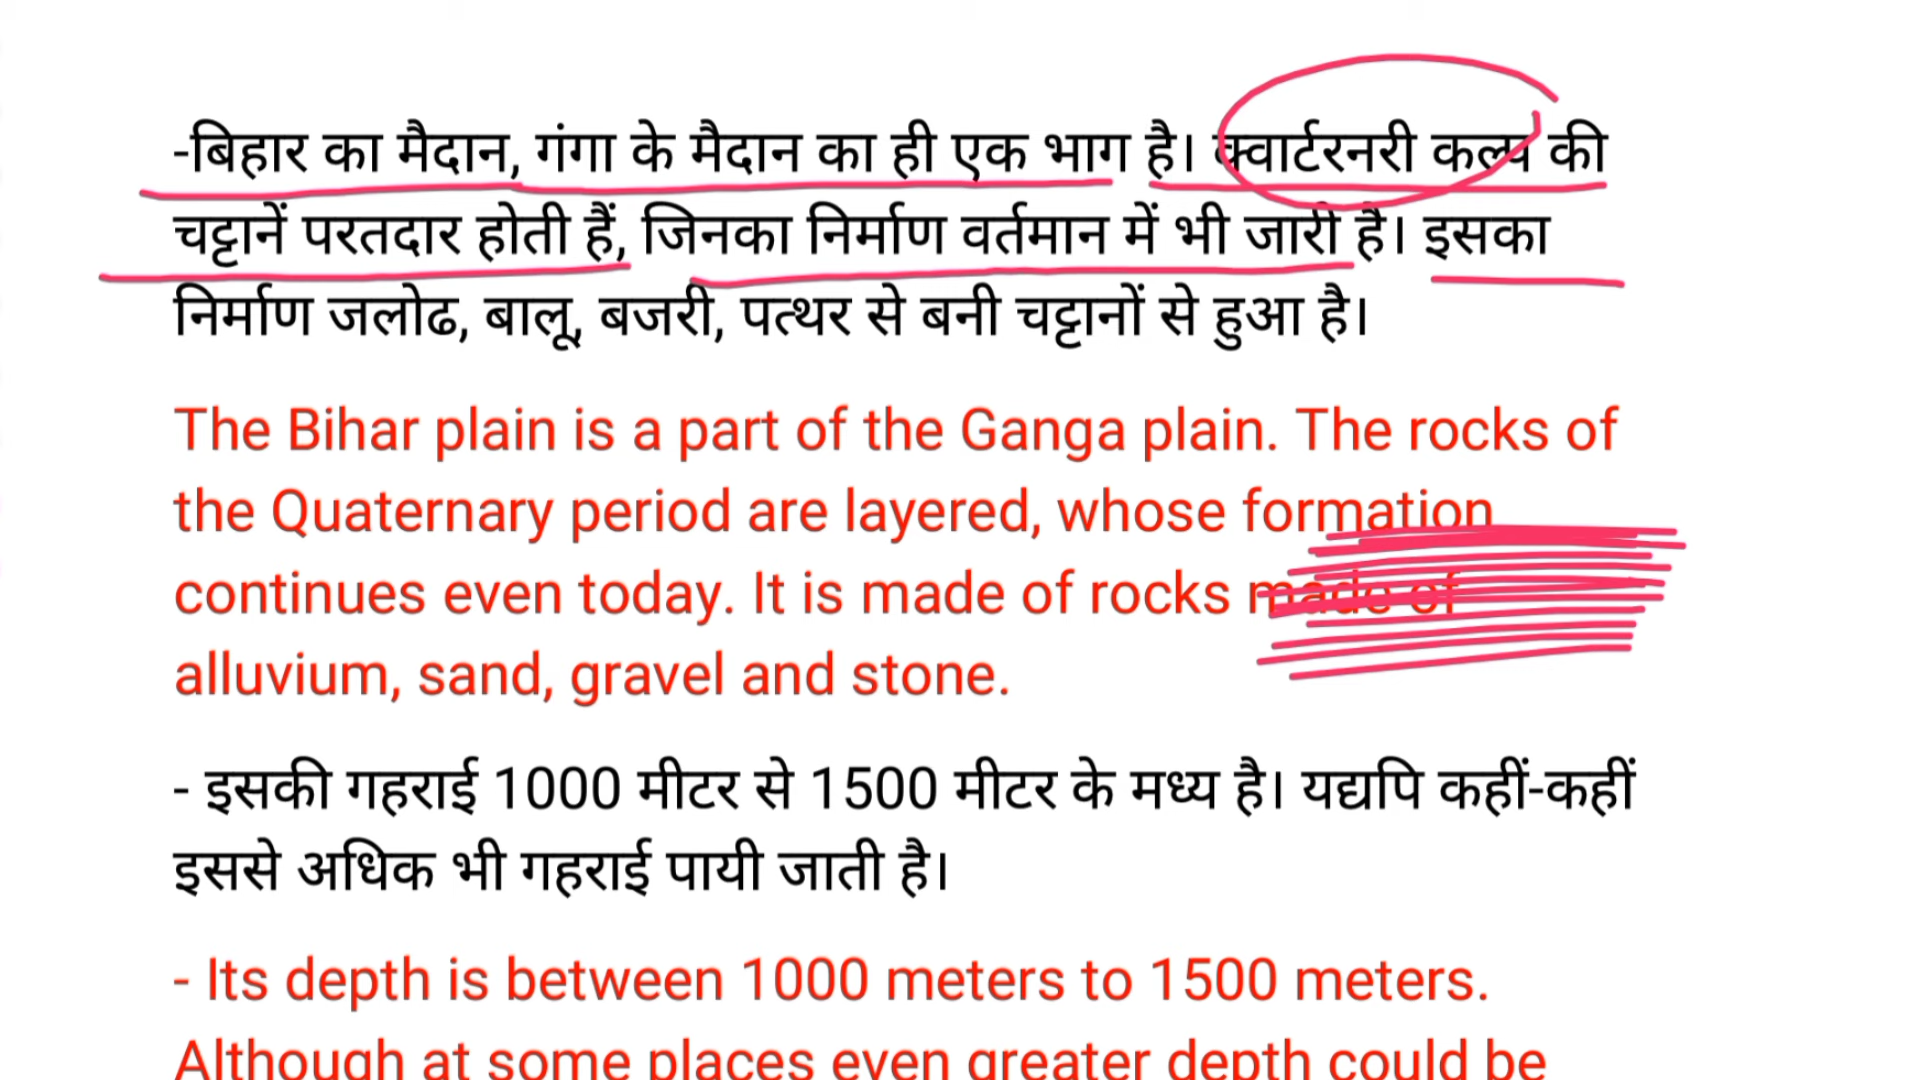 -बिहार का मैदान, गंगा के मैदान का ही एक भाग है। क्वार्टरनरी कल्प की
चट्टानें परतदार होती हैं, जिनका निर्माण वर्तमान में भी जारी है। इसका
निर्माण जलोढ, बालू, बजरी, पत्थर से बनी चट्टानों से हुआ है।
The Bihar plain is a part of the Ganga plain. The rocks of
the Quaternary period are layered, whose formation
continues even today. It is made of rocks made of
alluvium, sand, gravel and stone.
- इसकी गहराई 1000 मीटर से 1500 मीटर के मध्य है। यद्यपि कहीं-कहीं
इससे अधिक भी गहराई पायी जाती है।
- Its depth is between 1000 meters to 1500 meters.
Although at some places even greater depth could be